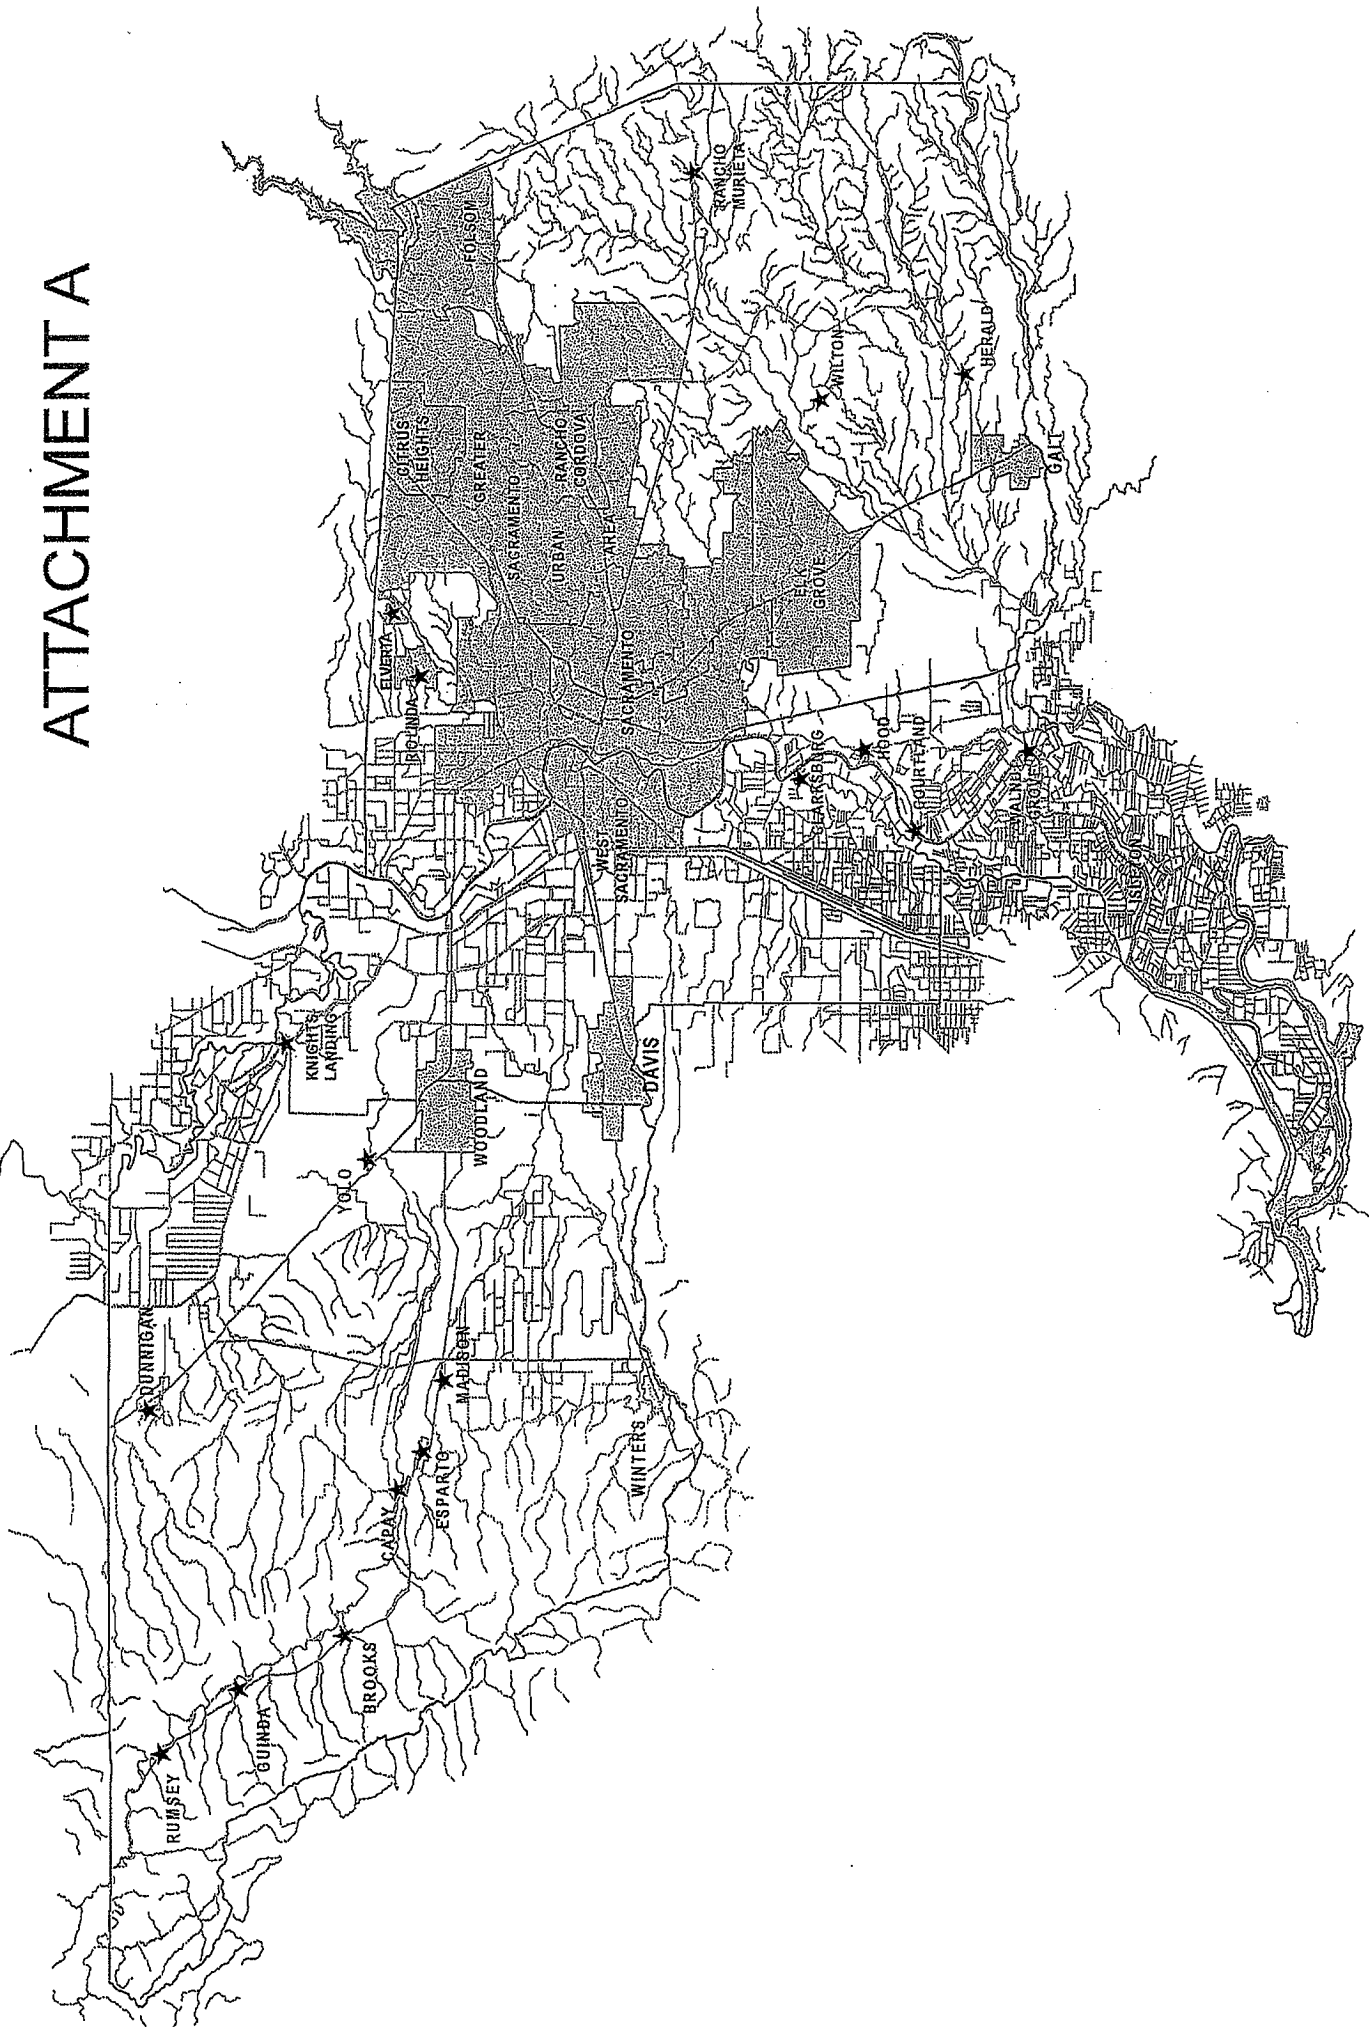 ATTACHMENT A
RUMSEY
GUINDA
BROOKS
CAPAY
ESPARTO
MADISON
WINTERS
DUNNIGAN
YOLO
WOODLAND
DAVIS
KNIGHTS
LANDING
WEST
SACRAMENTO
ELVERTA
SACRAMENTO
CITRUS
HEIGHTS
GREATER
SACRAMENTO
URBAN
AREA
RANCHO
CORDOVA
FOLSOM
RANCHO
MURIETA
WILTON
HERALD
GALT
ELK
GROVE
CLARKSBURG
HOOD
COURTLAND
WALNUT
GROVE